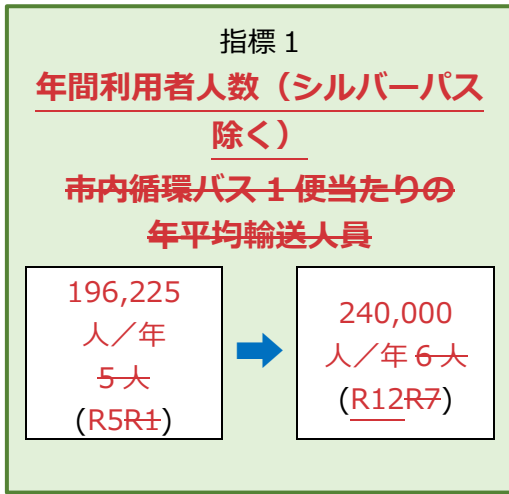 指標1
年間利用者人数（シルバーパス
除く）
市内循環バス1便当たりの
年平均輸送人員
196,225
人／年
5人
(R5R1)
240,000
人／年 6人
(R12R7)